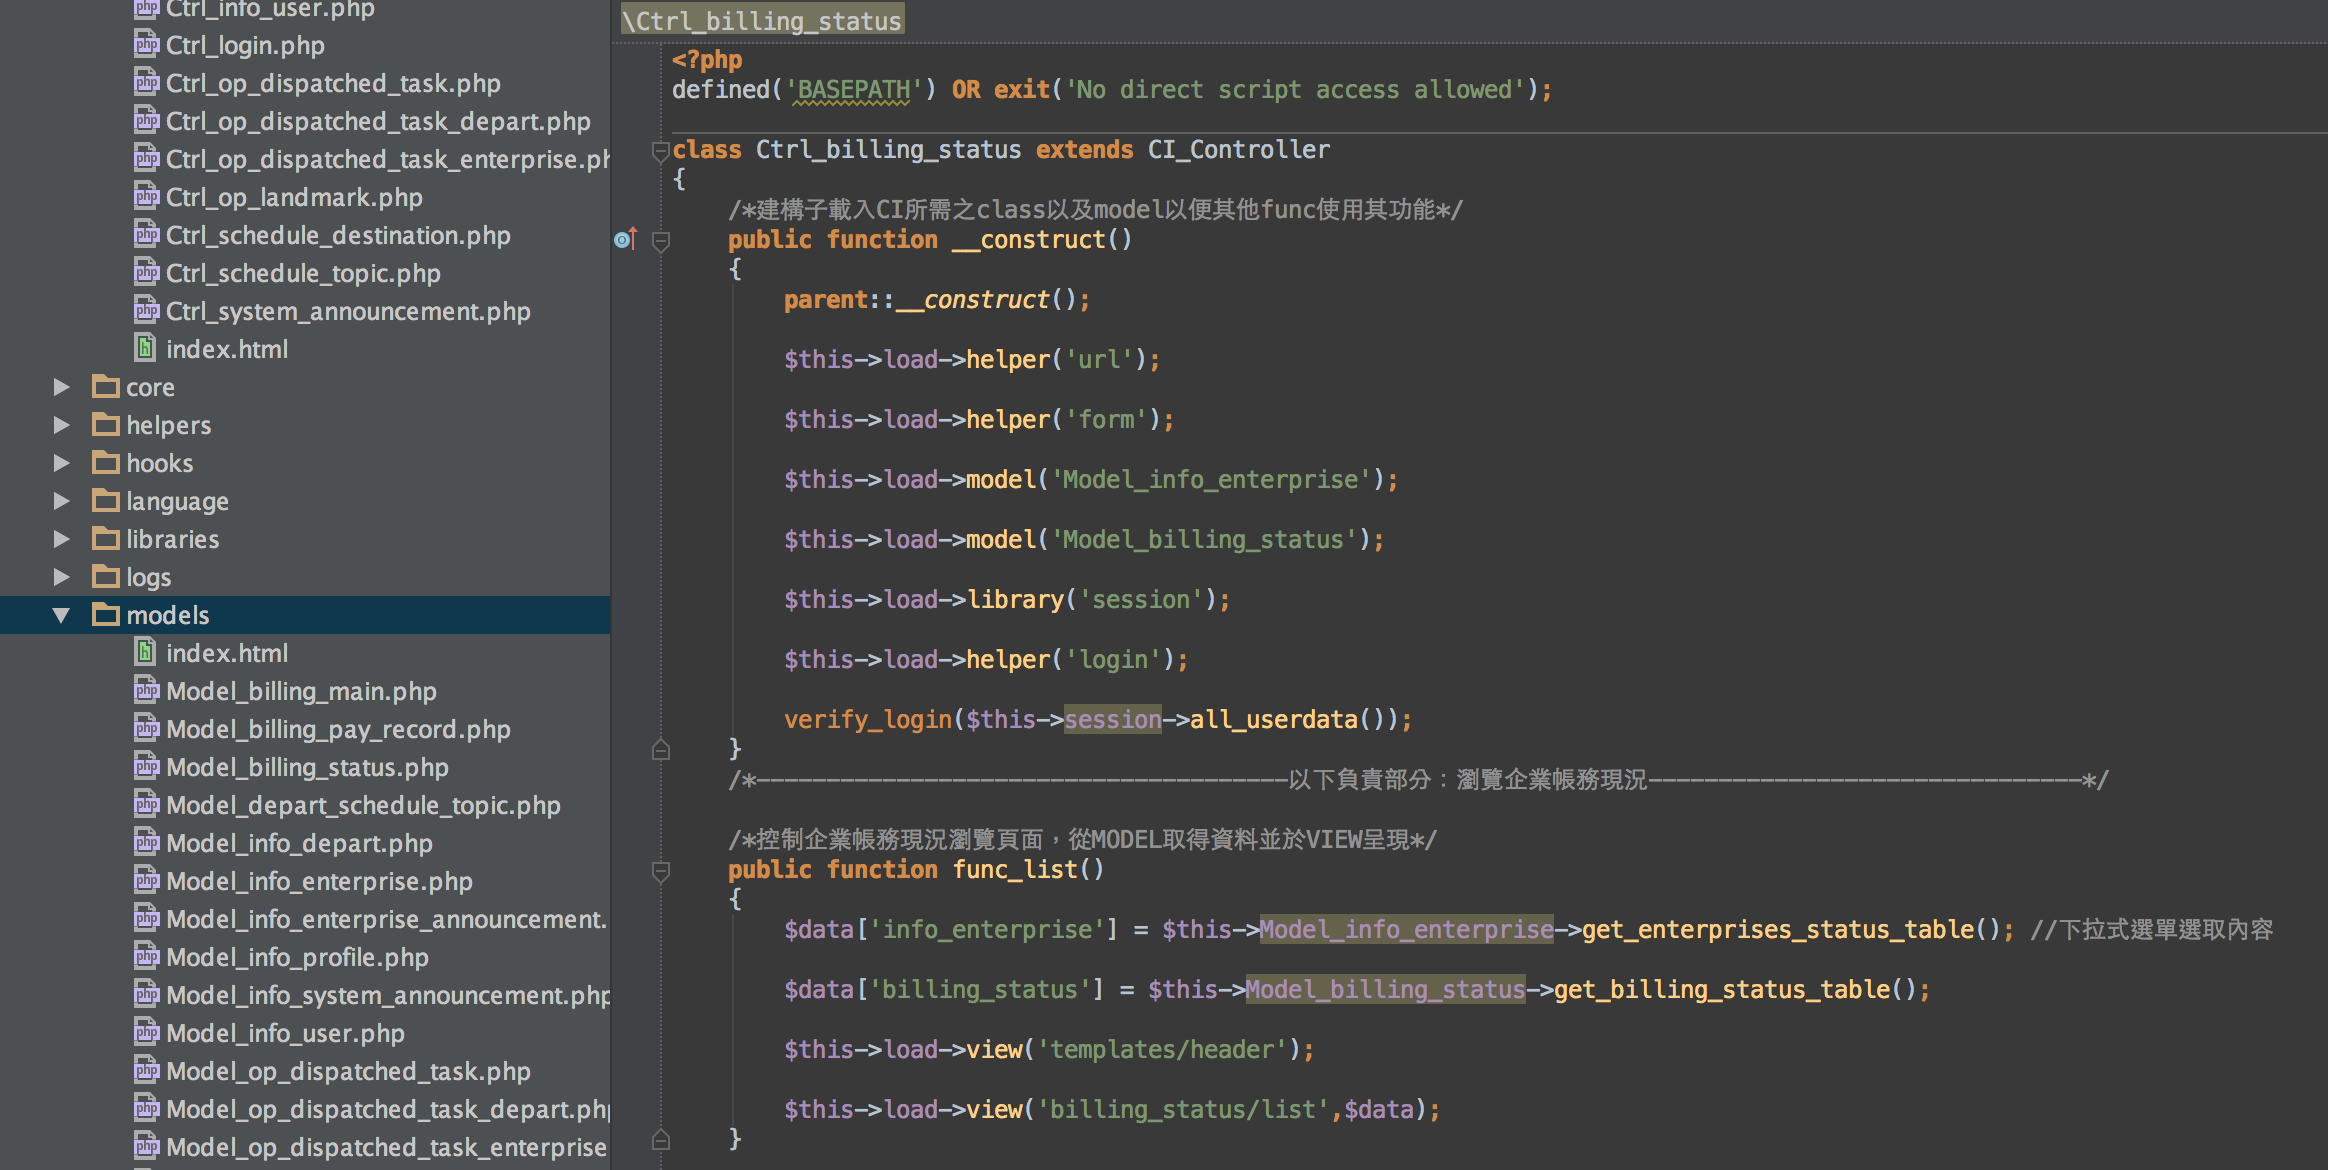 Ctrl_info_user.php
Ctrl_login.php
Ctrl_op_dispatched_task.php
Ctrl_op_dispatched_task_depart.php
Ctrl_op_dispatched_task_enterprise.ph
Ctrl_op_landmark.php
Ctrl_schedule_destination.php
Ctrl_schedule_topic.php
Ctrl_system_announcement.php
index.html
core
helpers
hooks
language
libraries
logs
models
index.html
Model_billing_main.php
Model_billing_pay_record.php
Model_billing_status.php
Model_depart_schedule_topic.php
Model_info_depart.php
Model_info_enterprise.php
Model_info_enterprise_announcement.
Model_info_profile.php
Model_info_system_announcement.php
Model_info_user.php
Model_op_dispatched_task.php
Model_op_dispatched_task_depart.php
Model_op_dispatched_task_enterprise
\Ctrl_billing_status
<?php
defined('BASEPATH') OR exit('No direct script access allowed');
class Ctrl_billing_status extends CI_Controller
{
/*建構子載入CI所需之class以及model以便其他func使用其功能*/
public function __construct()
{
parent::__construct();
$this->load->helper('url');
$this->load->helper('form');
$this->load->model('Model_info_enterprise');
$this->load->model('Model_billing_status');
$this->load->library('session');
$this->load->helper('login');
verify_login($this->session->all_userdata());
}
/*--------------------------------------以下負責部分：瀏覽企業帳務現況-------------------------------*/
/*控制企業帳務現況瀏覽頁面，從MODEL取得資料並於VIEW呈現*/
public function func_list()
{
$data['info_enterprise'] = $this->Model_info_enterprise->get_enterprises_status_table(); //下拉式選單選取內容
$data['billing_status'] = $this->Model_billing_status->get_billing_status_table();
$this->load->view('templates/header');
$this->load->view('billing_status/list',$data);
}